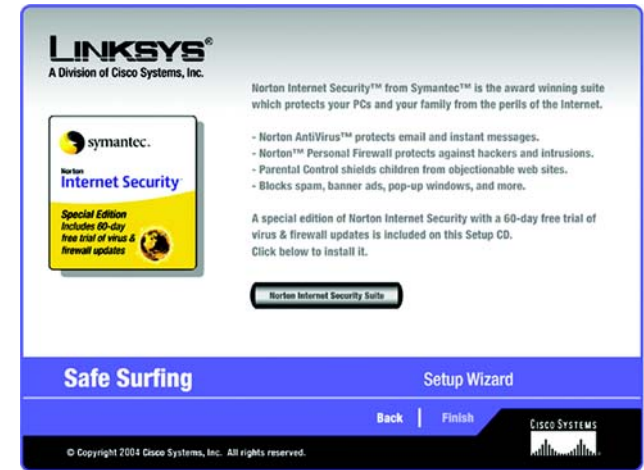 LINKSYS®
A Division of Cisco Systems, Inc.
Norton Internet Security™ from Symantec™ is the award winning suite
which protects your PCs and your family from the perils of the Internet.
- Norton AntiVirus™ protects email and instant messages.
- Norton™ Personal Firewall protects against hackers and intrusions.
- Parental Control shields children from objectionable web sites.
- Blocks spam, banner ads, pop-up windows, and more.
A special edition of Norton Internet Security with a 60-day free trial of
virus & firewall updates is included on this Setup CD.
Click below to install it.
symantec.
Norton
Internet Security
Special Edition
Includes 60-day
free trial of virus &
firewall updates
Norton Internet Security Suite
Safe Surfing
Setup Wizard
Back
Finish
CISCO SYSTEMS
© Copyright 2004 Cisco Systems, Inc. All rights reserved.